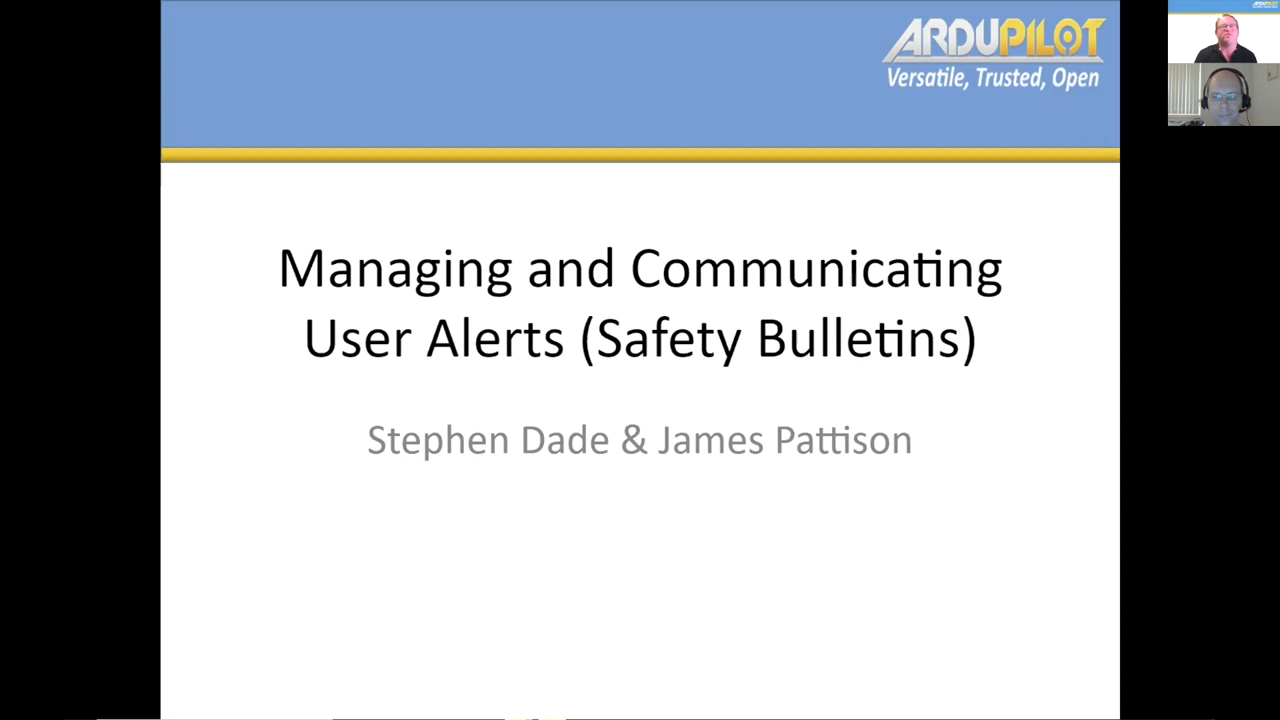 ARDUPILOT
Versatile, Trusted, Open
Managing and Communicating
User Alerts (Safety Bulletins)
Stephen Dade & James Pattison